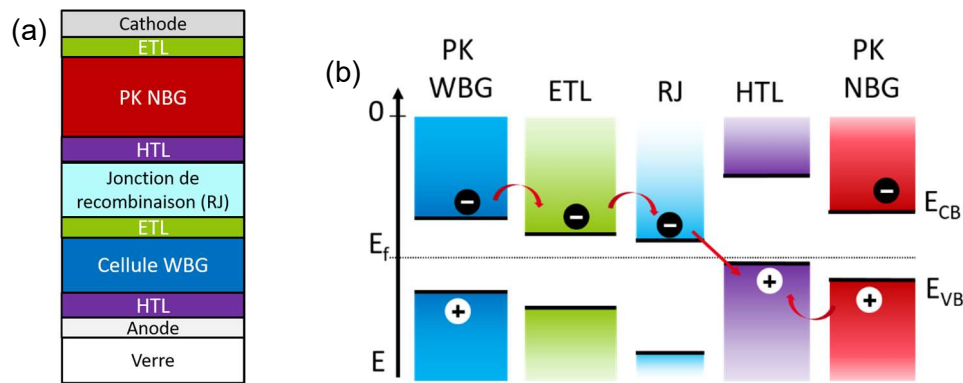 (a)
Cathode
ETL
PK NBG
HTL
Jonction de
recombinaison (RJ)
ETL
Cellule WBG
HTL
Anode
Verre
(b)
PK
WBG
ETL
RJ
HTL
PK
NBG
0
E_CB
E_f
E_VB
E
− − − −
+ + +